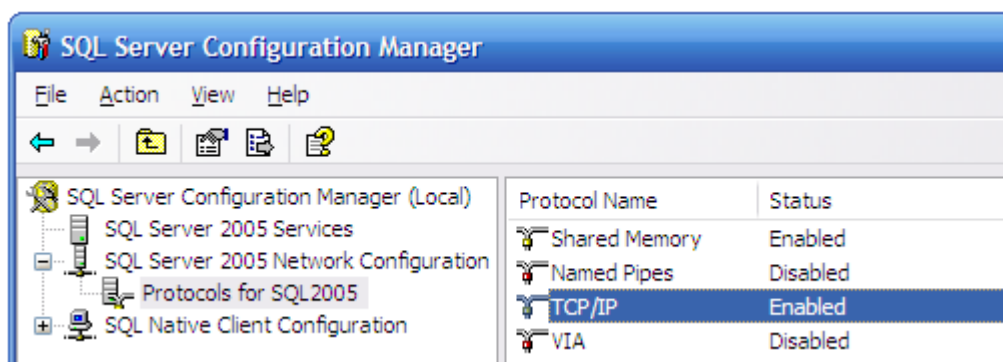 SQL Server Configuration Manager
File Action View Help
SQL Server Configuration Manager (Local)
SQL Server 2005 Services
SQL Server 2005 Network Configuration
Protocols for SQL2005
SQL Native Client Configuration
Protocol Name Status
Shared Memory Enabled
Named Pipes Disabled
TCP/IP Enabled
VIA Disabled